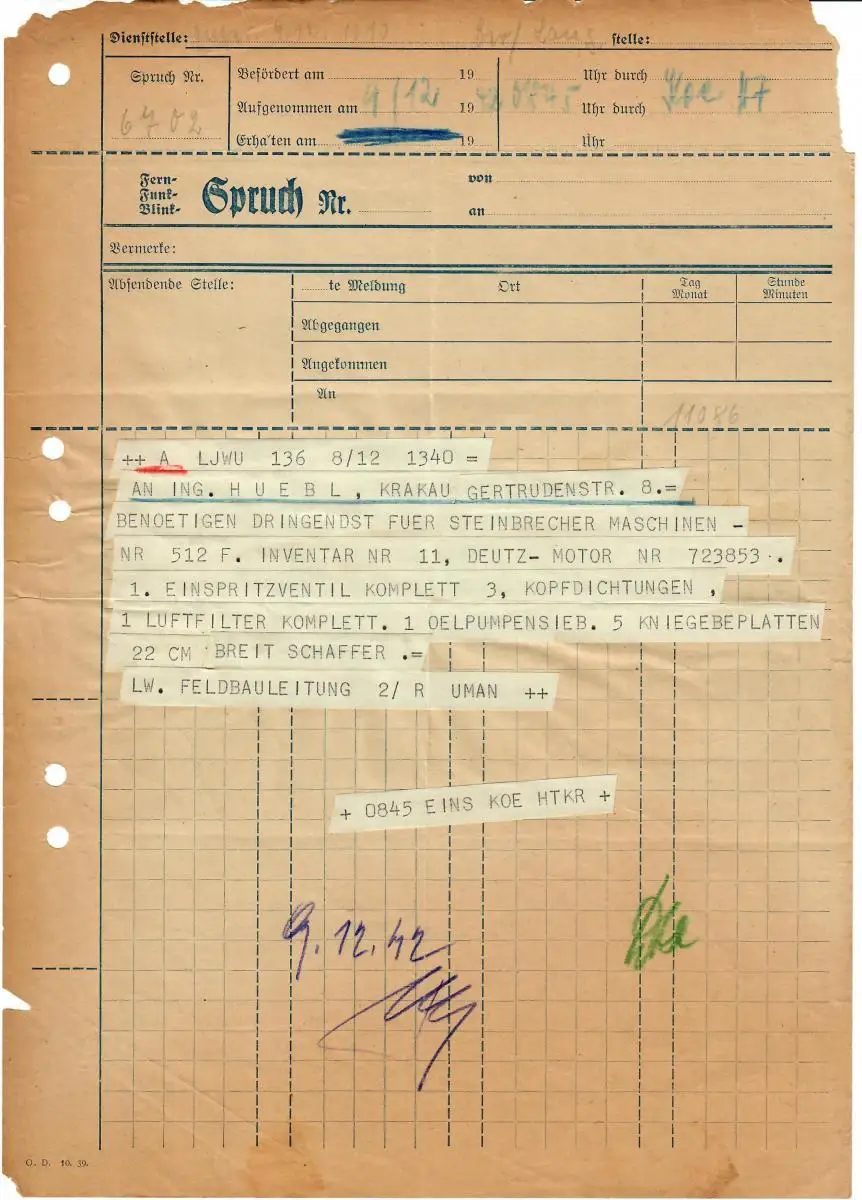 Dienststelle: stelle:
Spruch Nr.
6702
Befördert am 19 Uhr durch
Aufgenommen am 9/12 19 42 Uhr durch Koe
Erhalten am 19 Uhr
Fern-
Funk-
Blink-
Spruch Nr.
von
an
Vermerke:
Absendende Stelle:
te Meldung Ort Tag Monat Stunde Minuten
Abgegangen
Angekommen
An
11086
++ A LJWU 136 8/12 1340 =
AN ING. H U E B L , KRAKAU GERTRUDENSTR. 8.=
BENOETIGEN DRINGENDST FUER STEINBRECHER MASCHINEN -
NR 512 F. INVENTAR NR 11, DEUTZ- MOTOR NR 723853 .
1. EINSPRITZVENTIL KOMPLETT 3, KOPFDICHTUNGEN ,
1 LUFTFILTER KOMPLETT. 1 OELPUMPENSIEB. 5 KNIEGEBEPLATTEN
22 CM BREIT SCHAFFER .=
LW. FELDBAULEITUNG 2/ R UMAN ++
+ 0845 EINS KOE HTKR +
9.12.42
O. D. 10. 39.